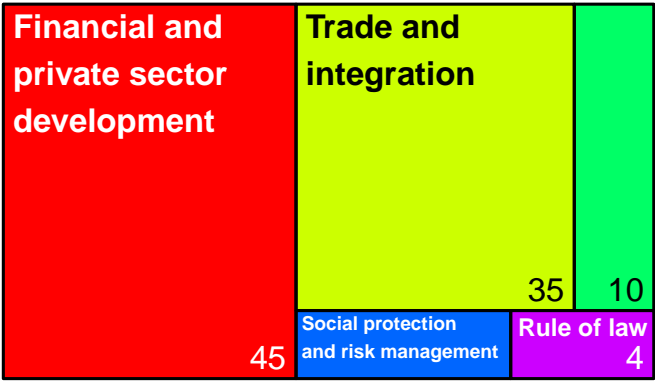 Financial and
private sector
development
45
Trade and
integration
35
10
Social protection
and risk management
Rule of law
4